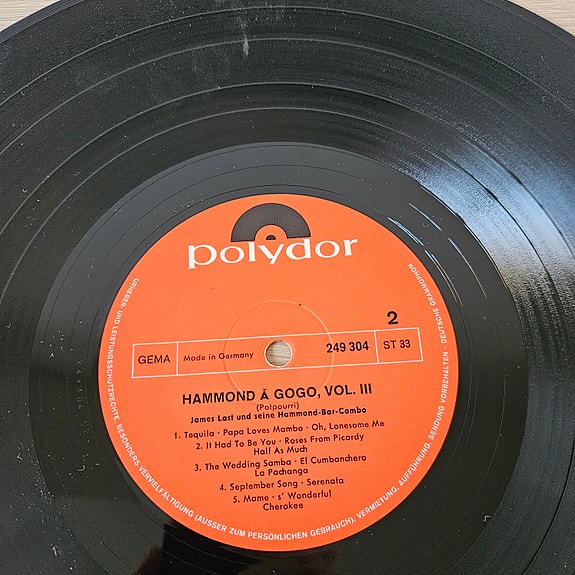 polydor
2
GEMA Made in Germany 249 304 ST 33
HAMMOND À GOGO, VOL. III
(Potpourri)
James Last und seine Hammond-Bar-Combo
1. Tequila · Papa Loves Mambo · Oh, Lonesome Me
2. If Had To Be You · Roses From Picardy
Half As Much
3. The Wedding Samba · El Cumbanchero
La Pachanga
4. September Song · Serenata
5. Mame · s' Wonderful
Cherokee
URHEBER- UND LEISTUNGSSCHUTZRECHTE, BESONDERS VERVIELFÄLTIGUNG (AUSSER ZUM PERSÖNLICHEN GEBRAUCH), VERMIETUNG, AUFFÜHRUNG, SENDUNG VORBEHALTEN · DEUTSCHE GRAMMOPHON